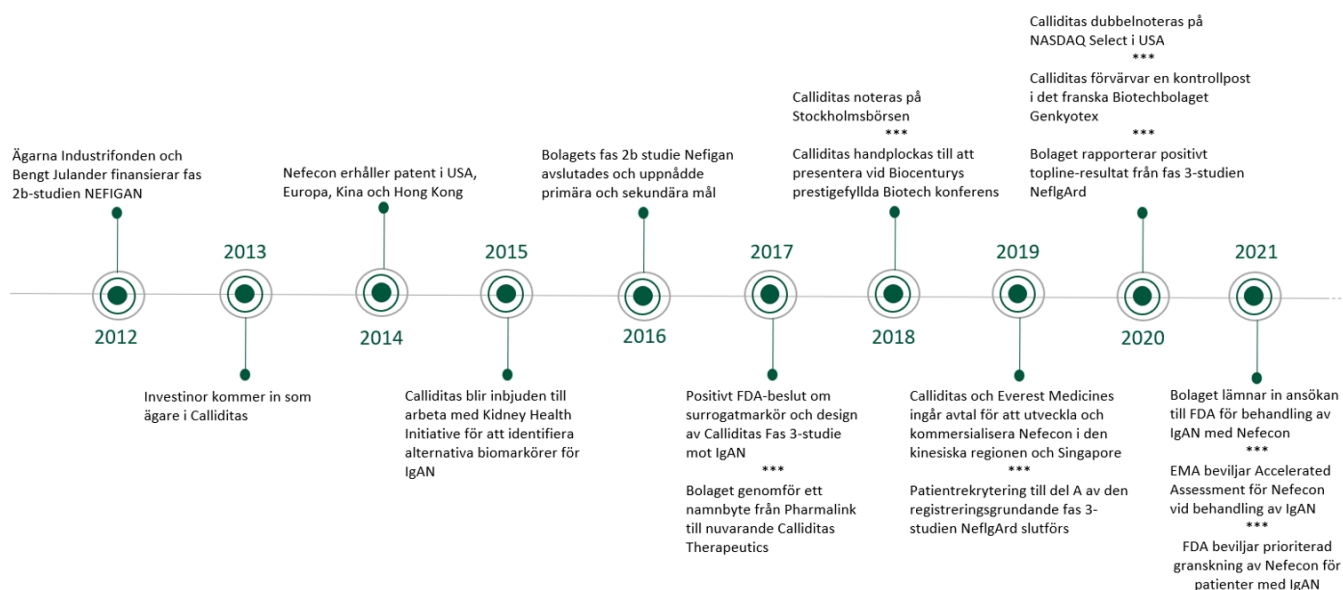 Ägarna Industrifonden och
Bengt Julander finansierar fas
2b-studien NEFIGAN
2012
2013
Investinor kommer in som
ägare i Calliditas
Nefecon erhåller patent i USA,
Europa, Kina och Hong Kong
2014
2015
Calliditas blir inbjuden till
arbeta med Kidney Health
Initiative för att identifiera
alternativa biomarkörer för
IgAN
Bolagets fas 2b studie Nefigan
avslutades och uppnådde
primära och sekundära mål
2016
2017
Positivt FDA-beslut om
surrogatmarkör och design
av Calliditas Fas 3-studie
mot IgAN
***
Bolaget genomför ett
namnbyte från Pharmalink
till nuvarande Calliditas
Therapeutics
Calliditas noteras på
Stockholmsbörsen
***
Calliditas handplockas till att
presentera vid Biocenturys
prestigefyllda Biotech konferens
2018
2019
Calliditas och Everest Medicines
ingår avtal för att utveckla och
kommersialisera Nefecon i den
kinesiska regionen och Singapore
***
Patientrekrytering till del A av den
registreringsgrundande fas 3-
studien NeflgArd slutförs
Calliditas dubbelnoteras på
NASDAQ Select i USA
***
Calliditas förvärvar en kontrollpost
i det franska Biotechbolaget
Genkyotex
***
Bolaget rapporterar positivt
topline-resultat från fas 3-studien
NeflgArd
2020
2021
Bolaget lämnar in ansökan
till FDA för behandling av
IgAN med Nefecon
***
EMA beviljar Accelerated
Assessment för Nefecon
vid behandling av IgAN
***
FDA beviljar prioriterad
granskning av Nefecon för
patienter med IgAN